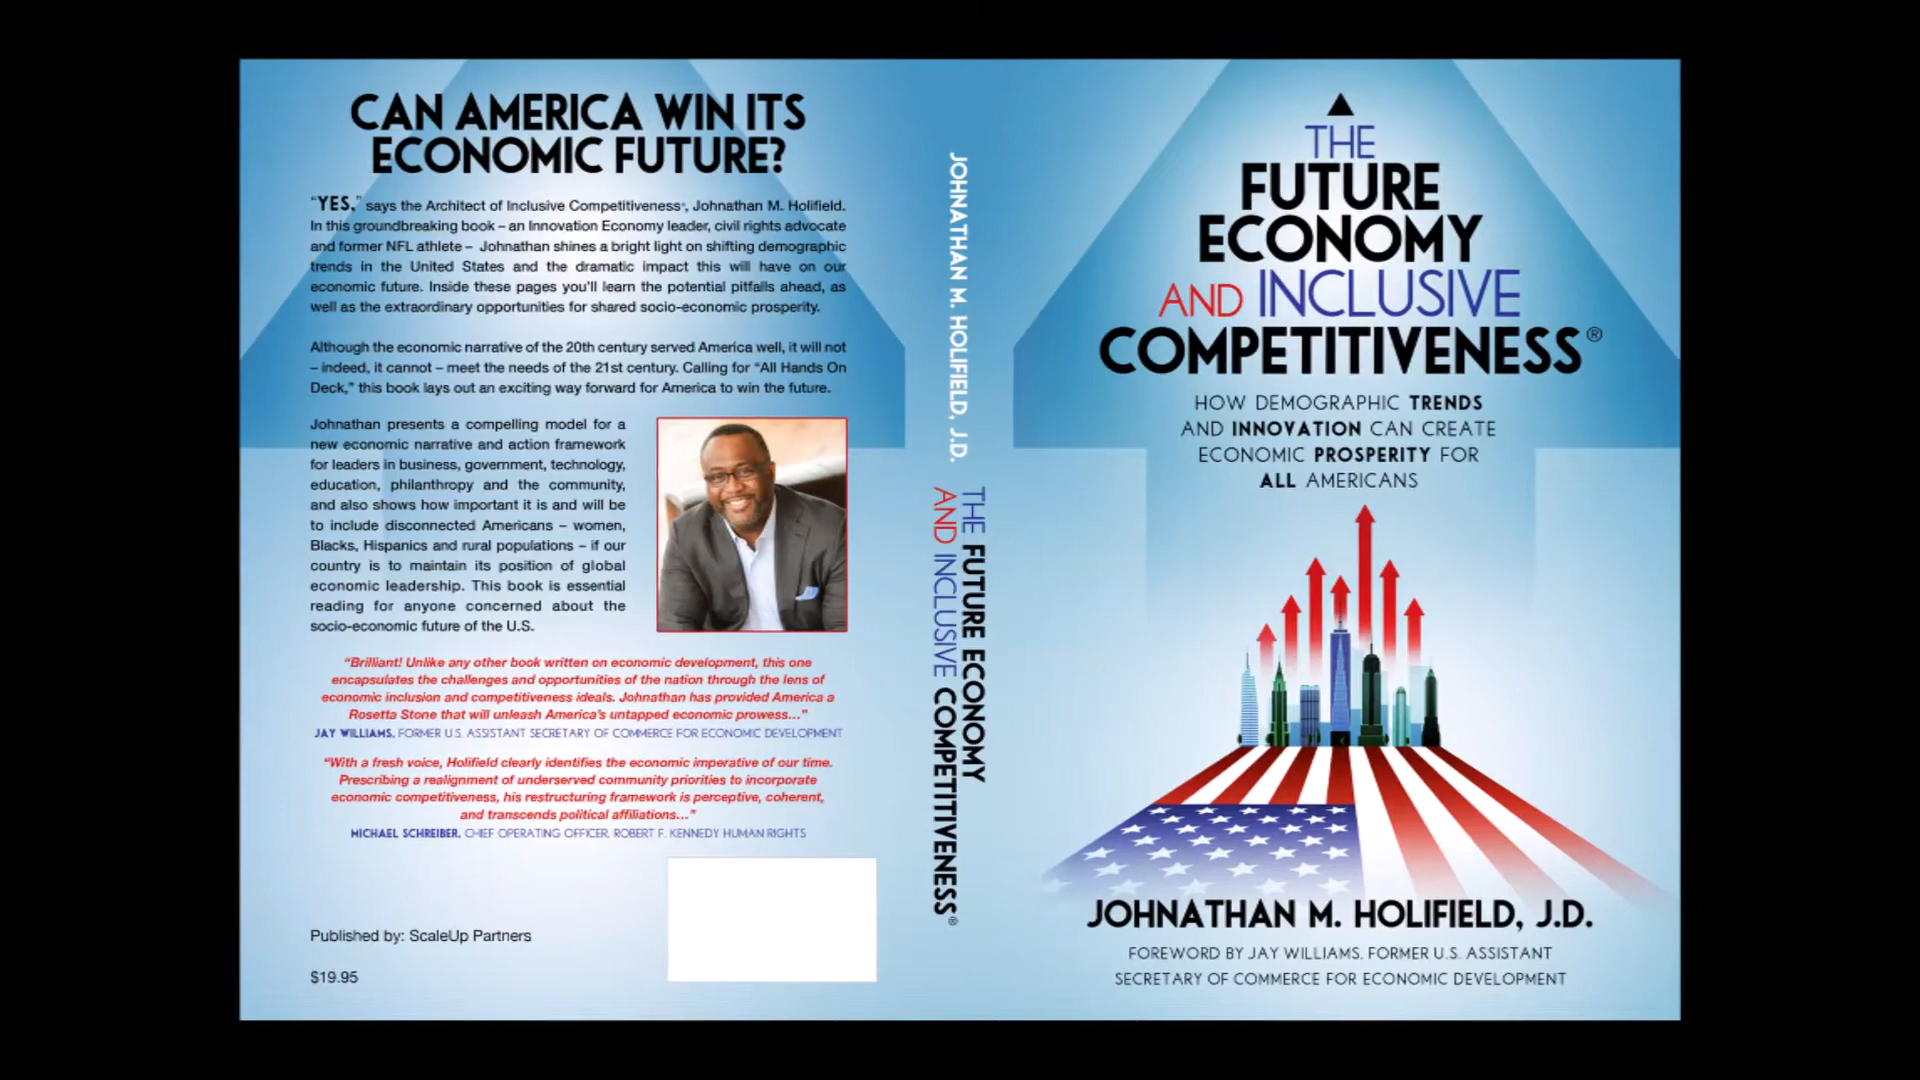 CAN AMERICA WIN ITS
ECONOMIC FUTURE?
"YES," says the Architect of Inclusive Competitiveness®, Johnathan M. Holifield.
In this groundbreaking book – an Innovation Economy leader, civil rights advocate
and former NFL athlete – Johnathan shines a bright light on shifting demographic
trends in the United States and the dramatic impact this will have on our
economic future. Inside these pages you'll learn the potential pitfalls ahead, as
well as the extraordinary opportunities for shared socio-economic prosperity.
Although the economic narrative of the 20th century served America well, it will not
– indeed, it cannot – meet the needs of the 21st century. Calling for "All Hands On
Deck," this book lays out an exciting way forward for America to win the future.
Johnathan presents a compelling model for a
new economic narrative and action framework
for leaders in business, government, technology,
education, philanthropy and the community,
and also shows how important it is and will be
to include disconnected Americans – women,
Blacks, Hispanics and rural populations – if our
country is to maintain its position of global
economic leadership. This book is essential
reading for anyone concerned about the
socio-economic future of the U.S.
"Brilliant! Unlike any other book written on economic development, this one
encapsulates the challenges and opportunities of the nation through the lens of
economic inclusion and competitiveness ideals. Johnathan has provided America a
Rosetta Stone that will unleash America's untapped economic prowess..."
JAY WILLIAMS, FORMER U.S. ASSISTANT SECRETARY OF COMMERCE FOR ECONOMIC DEVELOPMENT
"With a fresh voice, Holifield clearly identifies the economic imperative of our time.
Prescribing a realignment of underserved community priorities to incorporate
economic competitiveness, his restructuring framework is perceptive, coherent,
and transcends political affiliations..."
MICHAEL SCHREIBER, CHIEF OPERATING OFFICER, ROBERT F. KENNEDY HUMAN RIGHTS
Published by: ScaleUp Partners
$19.95
JOHNATHAN M. HOLIFIELD, J.D.
THE FUTURE ECONOMY
AND INCLUSIVE COMPETITIVENESS®
THE
FUTURE
ECONOMY
AND INCLUSIVE
COMPETITIVENESS®
HOW DEMOGRAPHIC TRENDS
AND INNOVATION CAN CREATE
ECONOMIC PROSPERITY FOR
ALL AMERICANS
JOHNATHAN M. HOLIFIELD, J.D.
FOREWORD BY JAY WILLIAMS, FORMER U.S. ASSISTANT
SECRETARY OF COMMERCE FOR ECONOMIC DEVELOPMENT